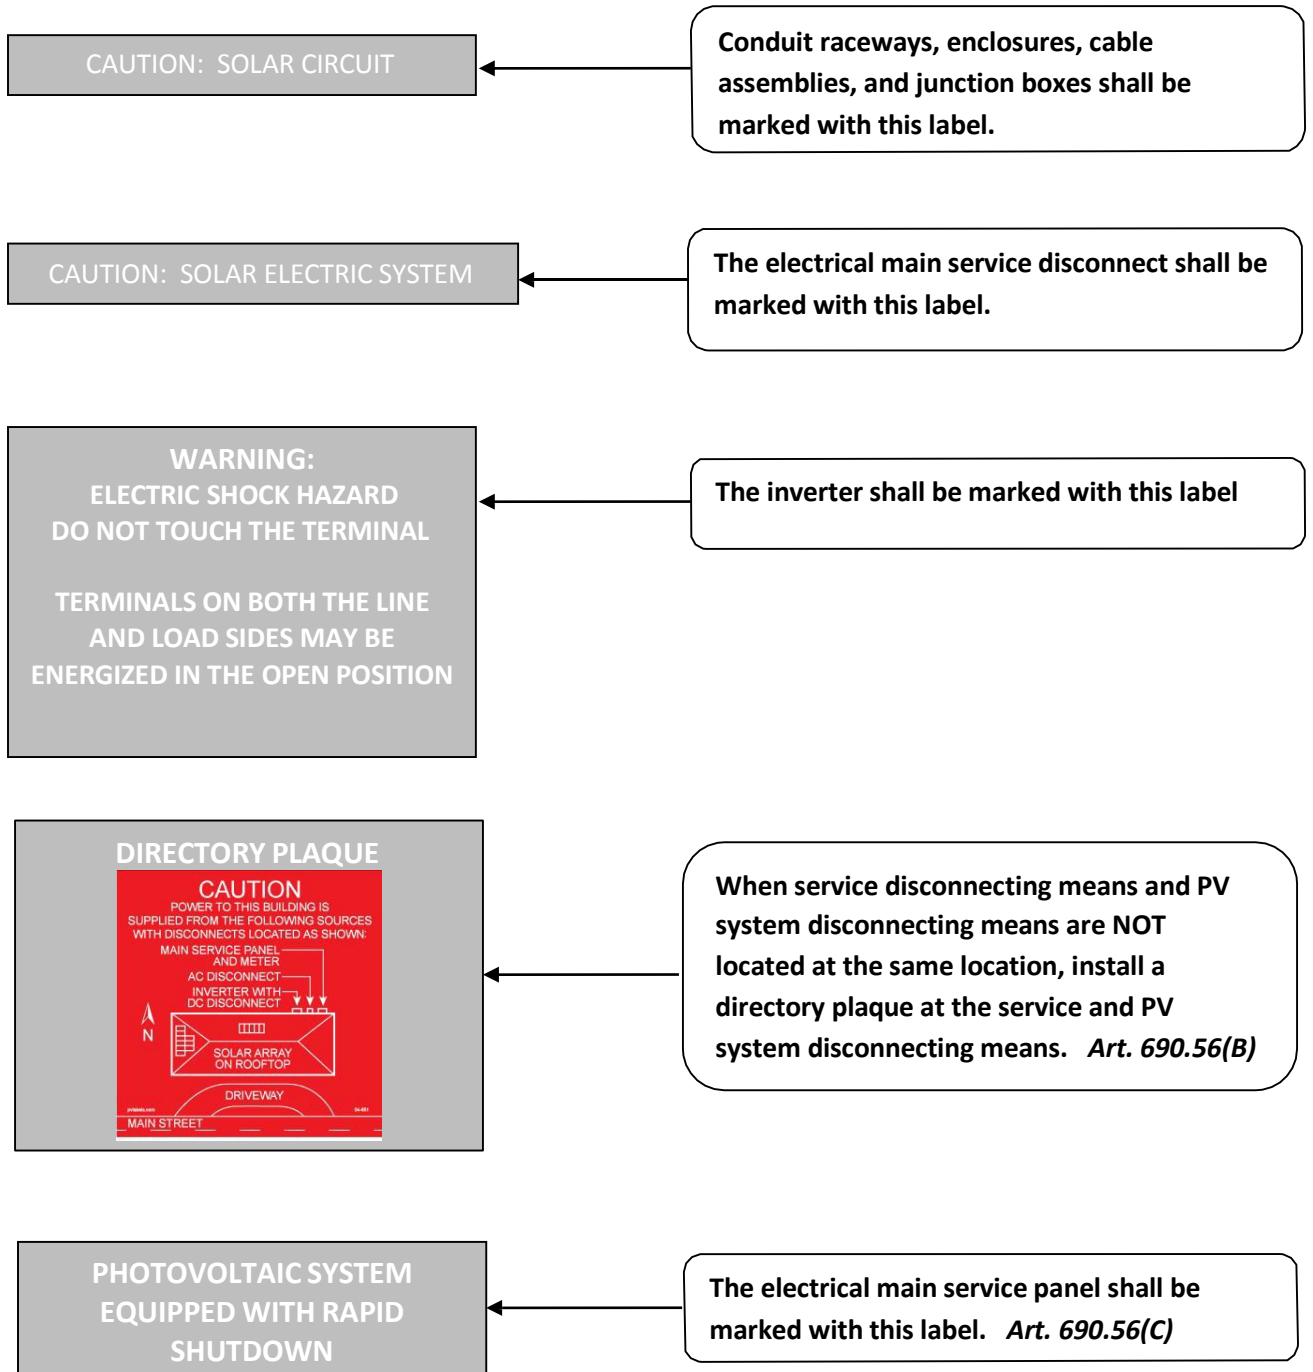 CAUTION:  SOLAR CIRCUIT
Conduit raceways, enclosures, cable
assemblies, and junction boxes shall be
marked with this label.
CAUTION:  SOLAR ELECTRIC SYSTEM
The electrical main service disconnect shall be
marked with this label.
WARNING:
ELECTRIC SHOCK HAZARD
DO NOT TOUCH THE TERMINAL
TERMINALS ON BOTH THE LINE
AND LOAD SIDES MAY BE
ENERGIZED IN THE OPEN POSITION
The inverter shall be marked with this label
DIRECTORY PLAQUE
CAUTION
POWER TO THIS BUILDING IS
SUPPLIED FROM THE FOLLOWING SOURCES
WITH DISCONNECTS LOCATED AS SHOWN:
MAIN SERVICE PANEL
AND METER
AC DISCONNECT
INVERTER WITH
DC DISCONNECT
N
SOLAR ARRAY
ON ROOFTOP
DRIVEWAY
pvlabels.com
MAIN STREET
When service disconnecting means and PV
system disconnecting means are NOT
located at the same location, install a
directory plaque at the service and PV
system disconnecting means.   Art. 690.56(B)
PHOTOVOLTAIC SYSTEM
EQUIPPED WITH RAPID
SHUTDOWN
The electrical main service panel shall be
marked with this label.   Art. 690.56(C)